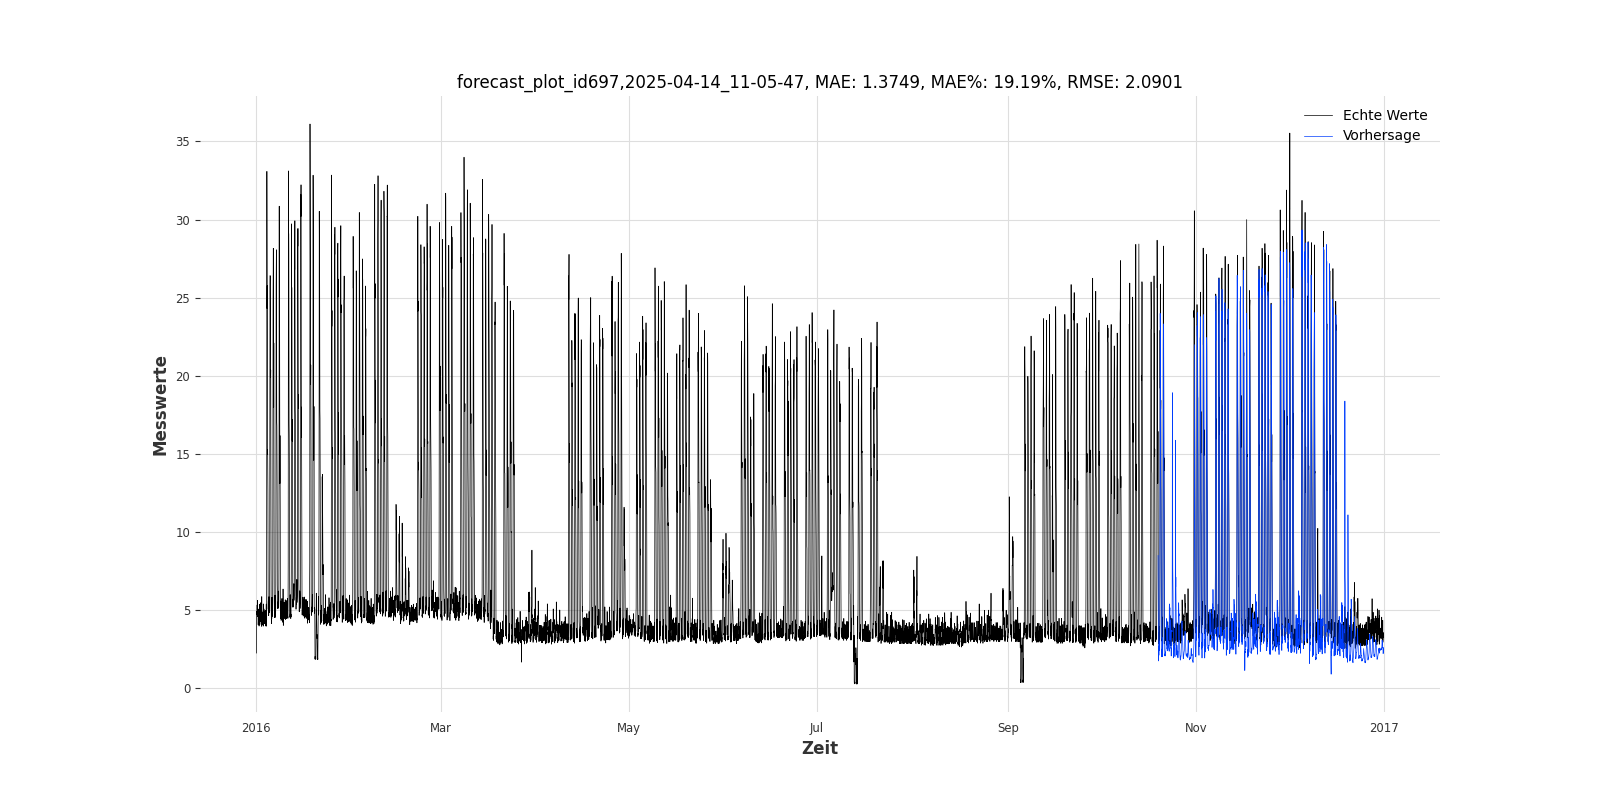 forecast_plot_id697,2025-04-14_11-05-47, MAE: 1.3749, MAE%: 19.19%, RMSE: 2.0901
Echte Werte
Vorhersage
35
30
25
20
15
10
5
0
Messwerte
2016 Mar May Jul Sep Nov 2017
Zeit